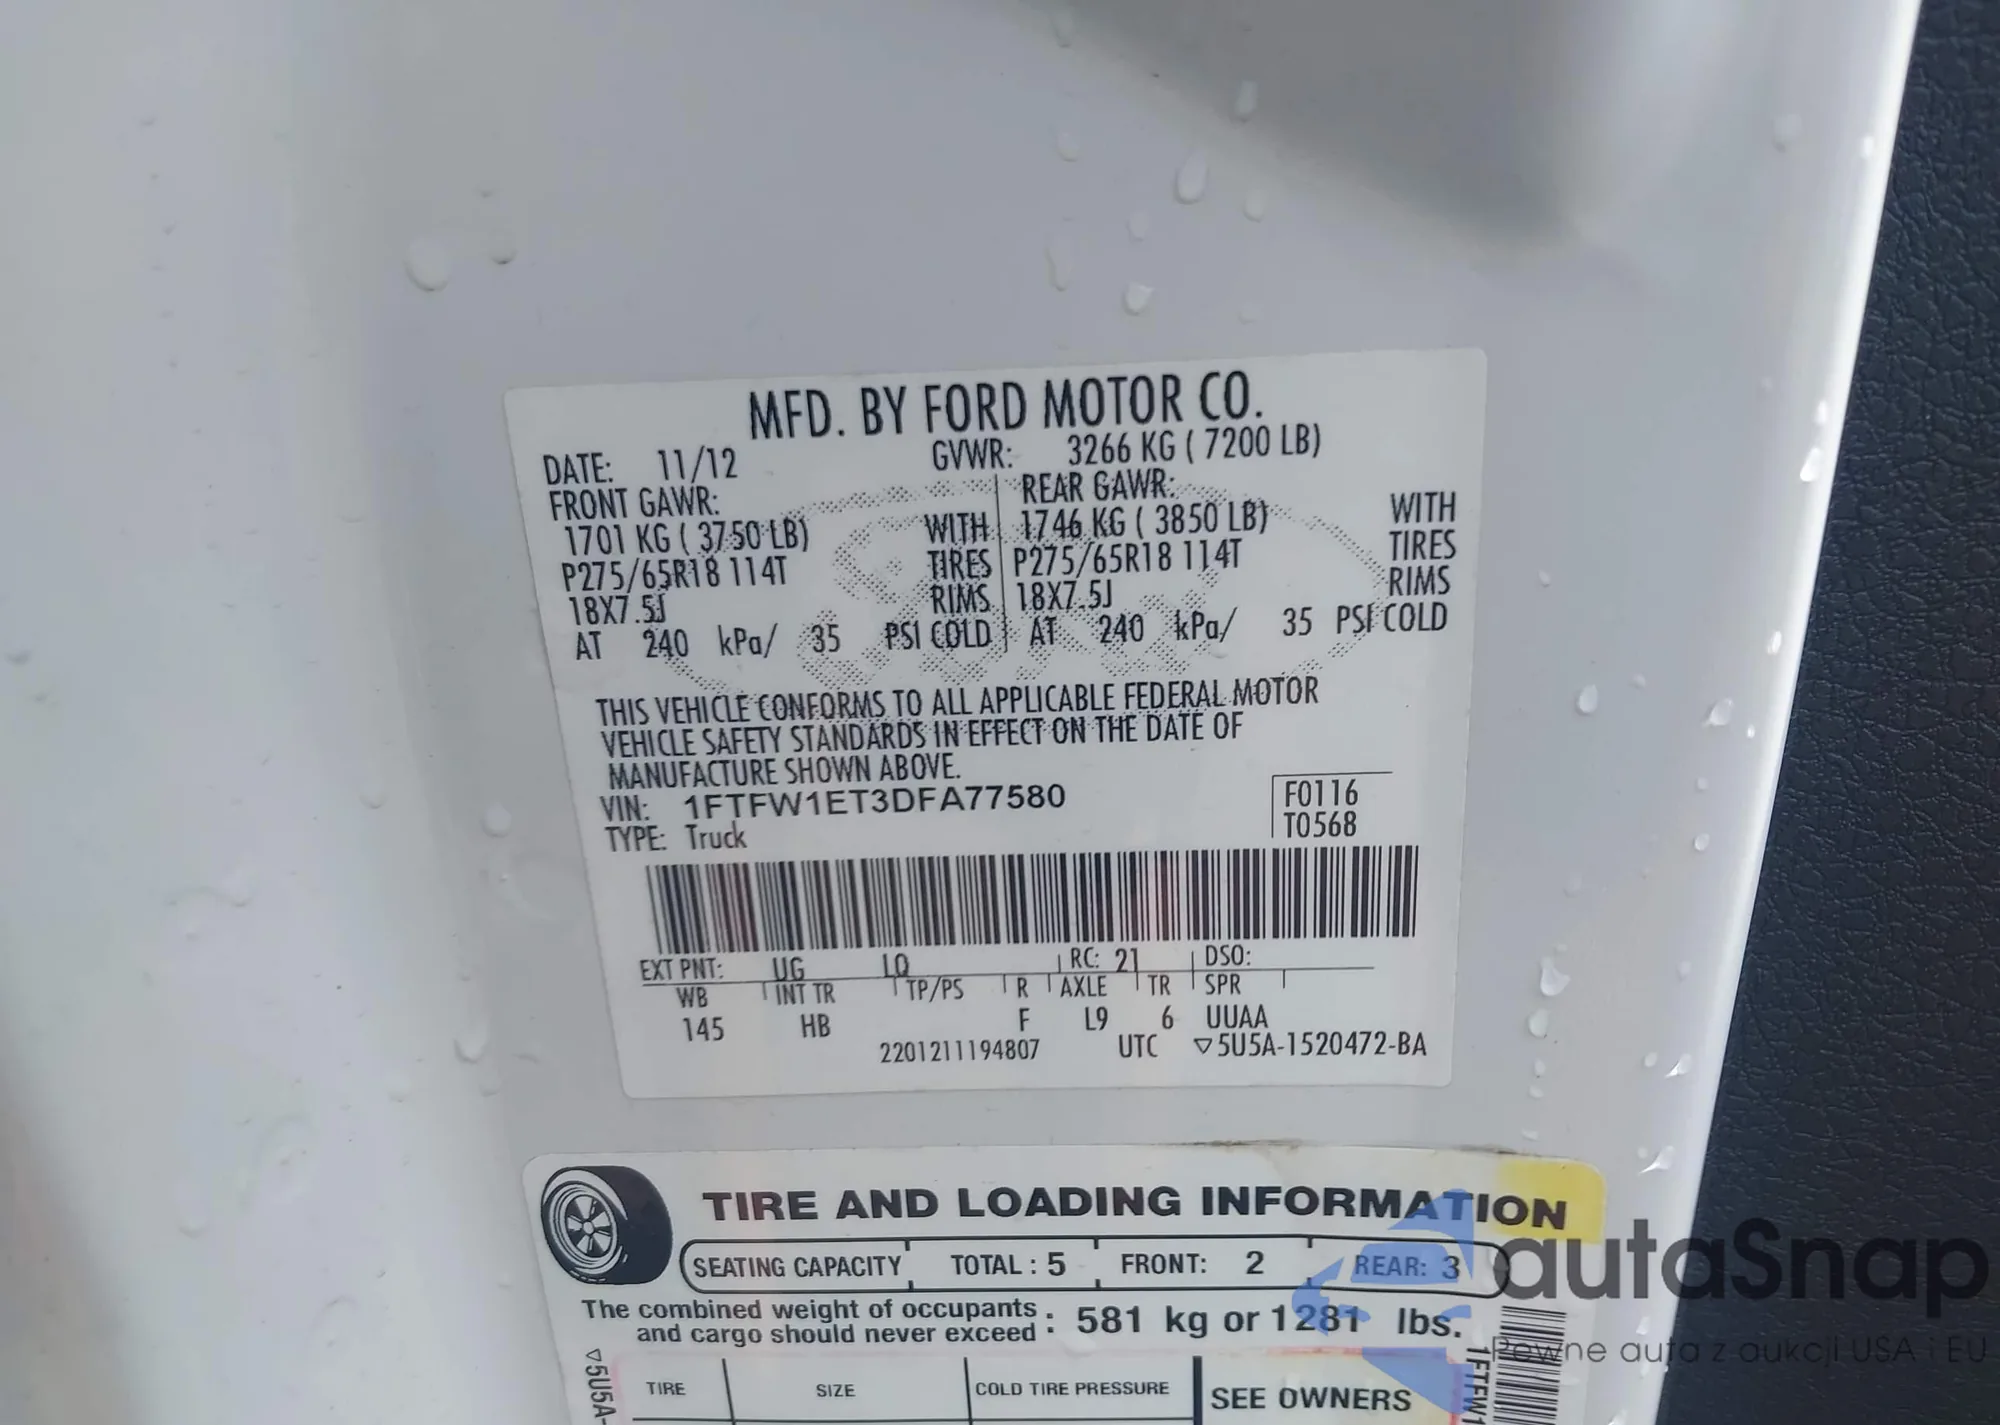 MFD. BY FORD MOTOR CO.
DATE: 11/12 GVWR: 3266 KG ( 7200 LB)
FRONT GAWR: REAR GAWR:
1701 KG ( 3750 LB) WITH 1746 KG ( 3850 LB) WITH
P275/65R18 114T TIRES P275/65R18 114T TIRES
18X7.5J RIMS 18X7.5J RIMS
AT 240 kPa/ 35 PSI COLD AT 240 kPa/ 35 PSI COLD
THIS VEHICLE CONFORMS TO ALL APPLICABLE FEDERAL MOTOR
VEHICLE SAFETY STANDARDS IN EFFECT ON THE DATE OF
MANUFACTURE SHOWN ABOVE.
VIN: 1FTFW1ET3DFA77580 F0116
TYPE: Truck T0568
EXT PNT: UG LQ RC: 21 DSO:
WB INT TR TP/PS R AXLE TR SPR
145 HB F L9 6 UUAA
2201211194807 UTC ▽5U5A-1520472-BA
TIRE AND LOADING INFORMATION
SEATING CAPACITY TOTAL : 5 FRONT: 2 REAR: 3
The combined weight of occupants
and cargo should never exceed : 581 kg or 1281 lbs.
TIRE SIZE COLD TIRE PRESSURE SEE OWNERS
▽5U5A-
1FTFW1
autaSnap
Pewne auta z aukcji USA i EU